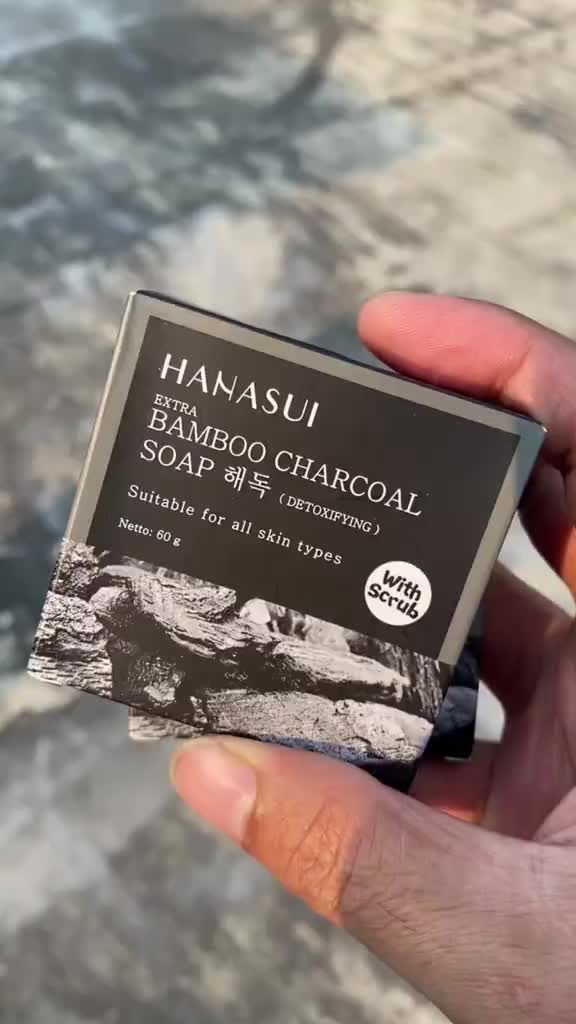 HANASUI
EXTRA
BAMBOO CHARCOAL
SOAP 해독 (DETOXIFYING)
Suitable for all skin types
Netto: 60 g
With
Scrub